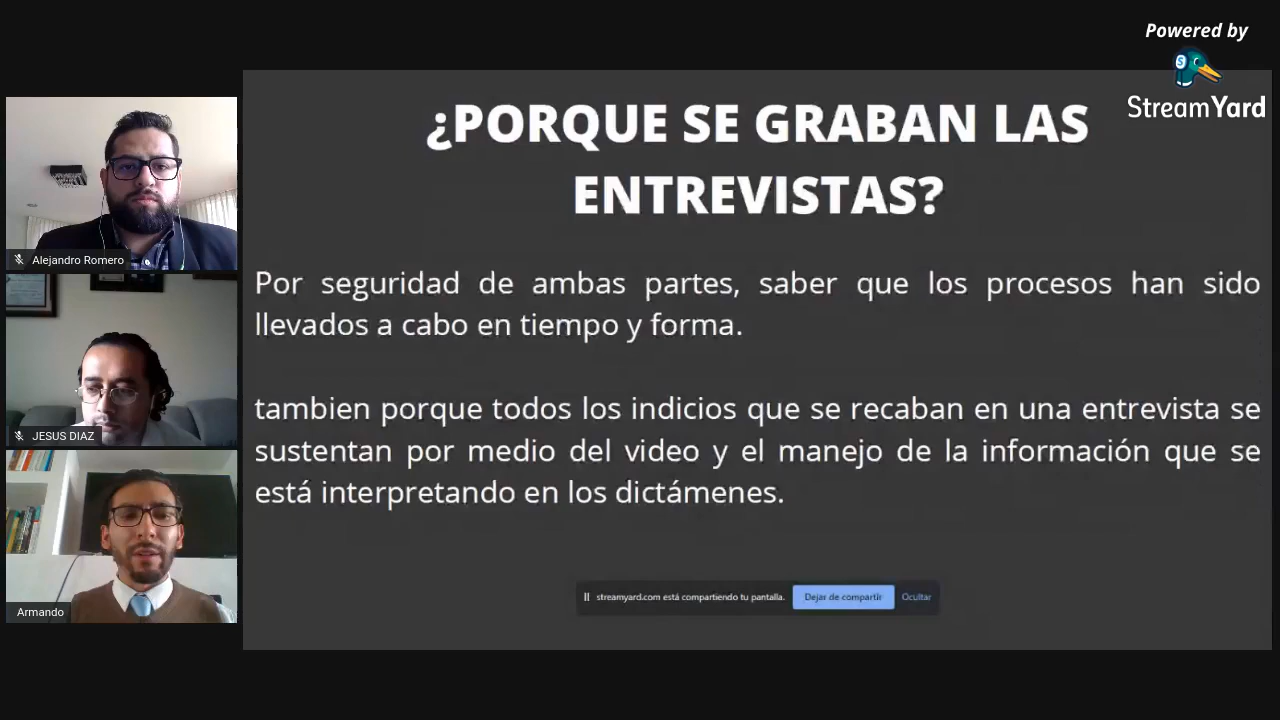 Powered by
StreamYard
¿PORQUE SE GRABAN LAS
ENTREVISTAS?
Por seguridad de ambas partes, saber que los procesos han sido
llevados a cabo en tiempo y forma.
tambien porque todos los indicios que se recaban en una entrevista se
sustentan por medio del video y el manejo de la información que se
está interpretando en los dictámenes.
streamyard.com está compartiendo tu pantalla. Dejar de compartir Ocultar
Alejandro Romero
JESUS DIAZ
Armando